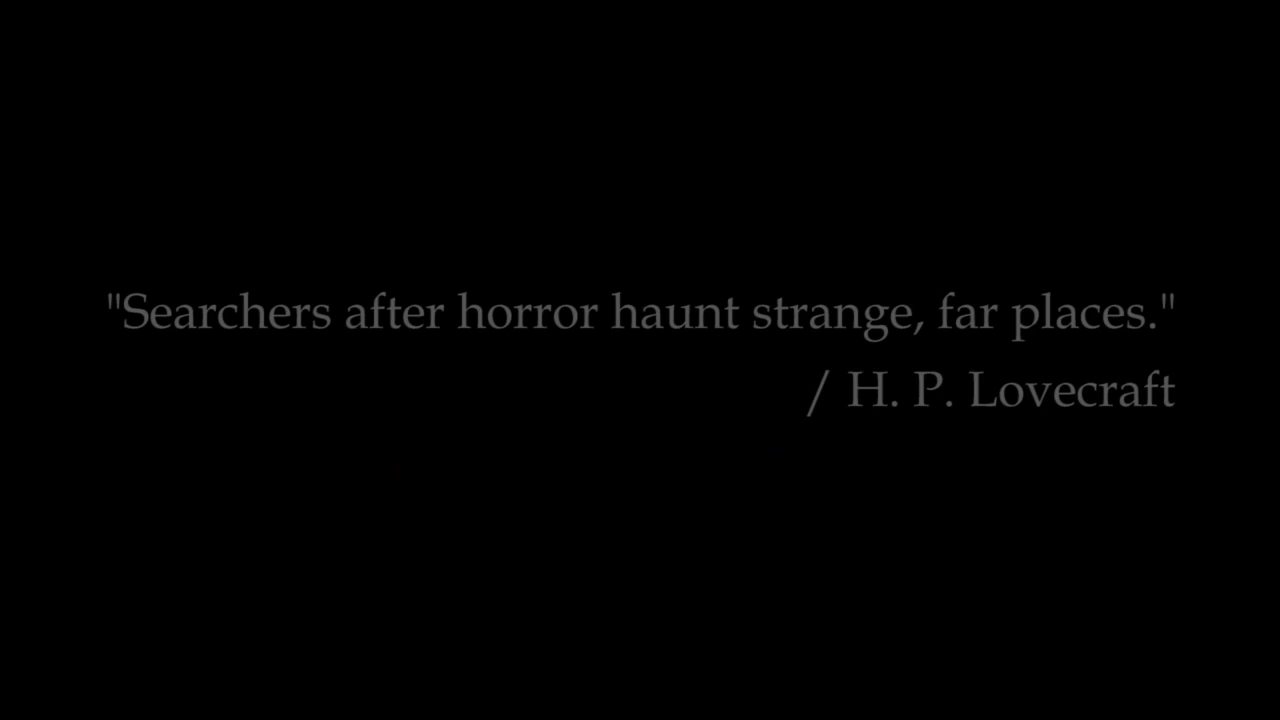 "Searchers after horror haunt strange, far places."
/ H. P. Lovecraft